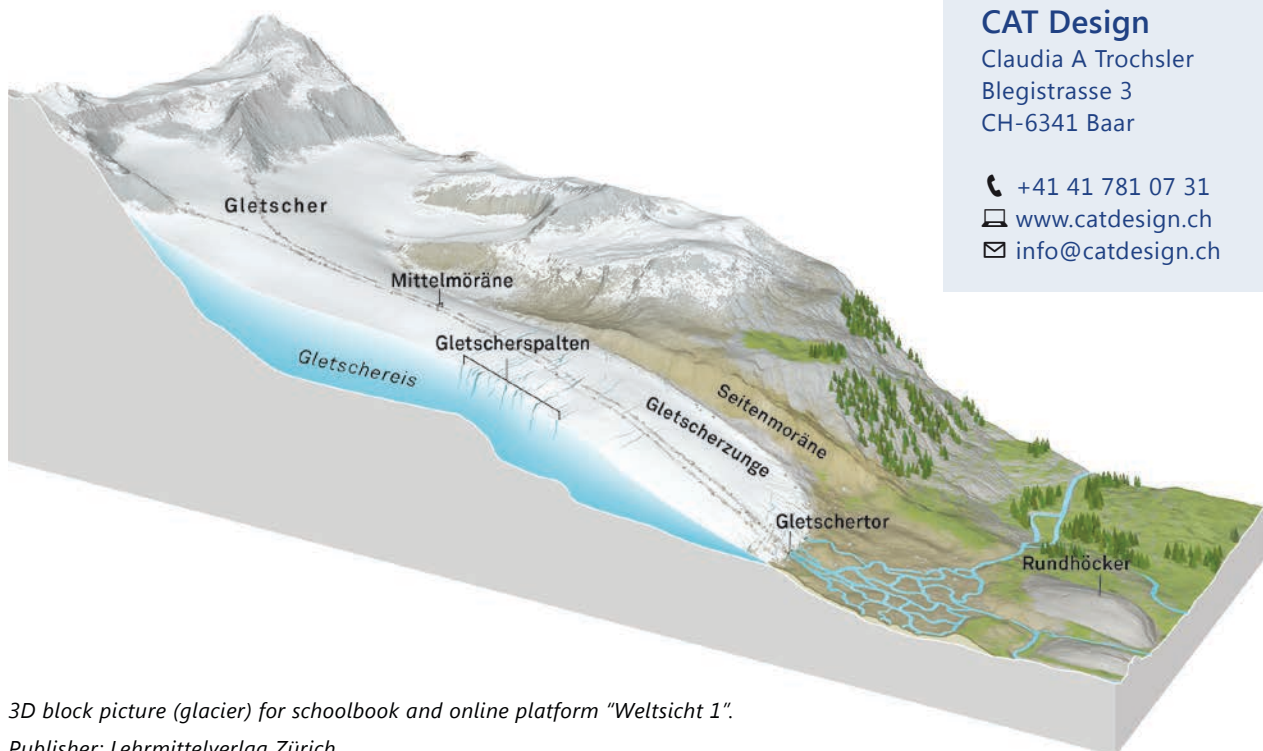 CAT Design
Claudia A Trochsler
Blegistrasse 3
CH-6341 Baar
+41 41 781 07 31
www.catdesign.ch
info@catdesign.ch
Gletscher
Mittelmöräne
Gletscherspalten
Gletschereis
Gletscherzunge
Seitenmoräne
Gletschertor
Rundhöcker
3D block picture (glacier) for schoolbook and online platform “Weltsicht 1”.
Publisher: Lehrmittelverlag Zürich